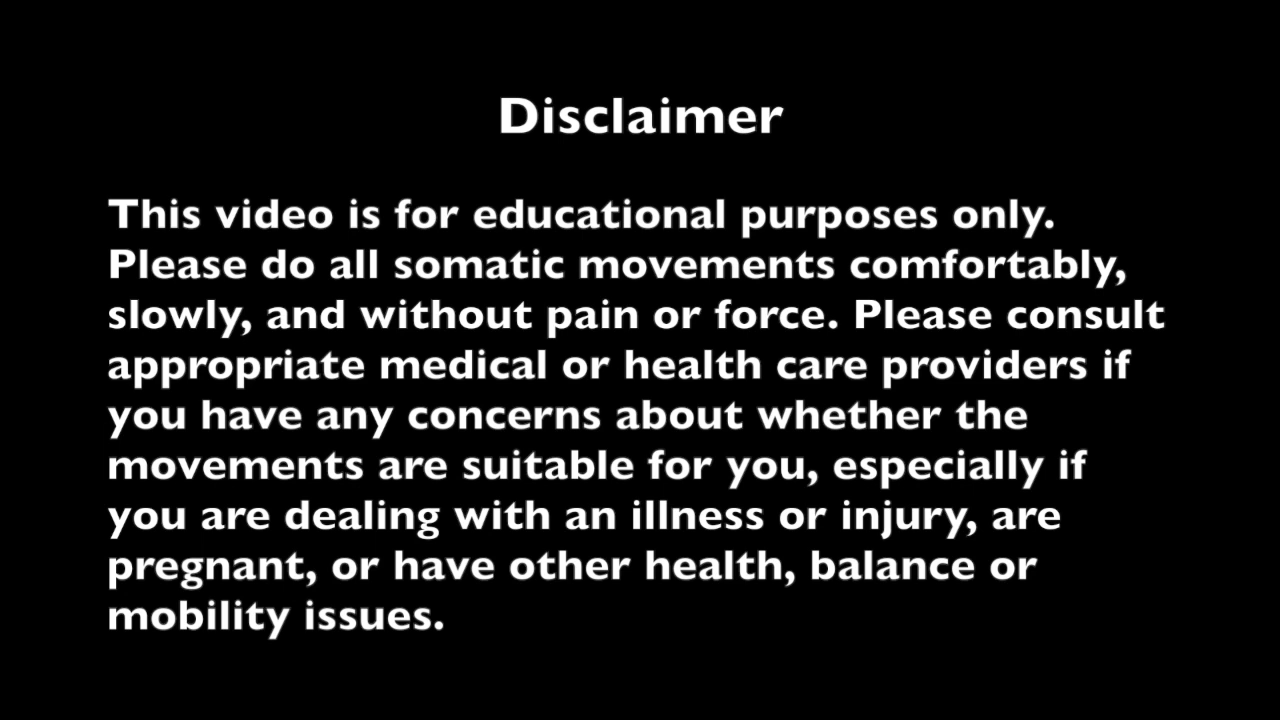 Disclaimer
This video is for educational purposes only.
Please do all somatic movements comfortably,
slowly, and without pain or force. Please consult
appropriate medical or health care providers if
you have any concerns about whether the
movements are suitable for you, especially if
you are dealing with an illness or injury, are
pregnant, or have other health, balance or
mobility issues.